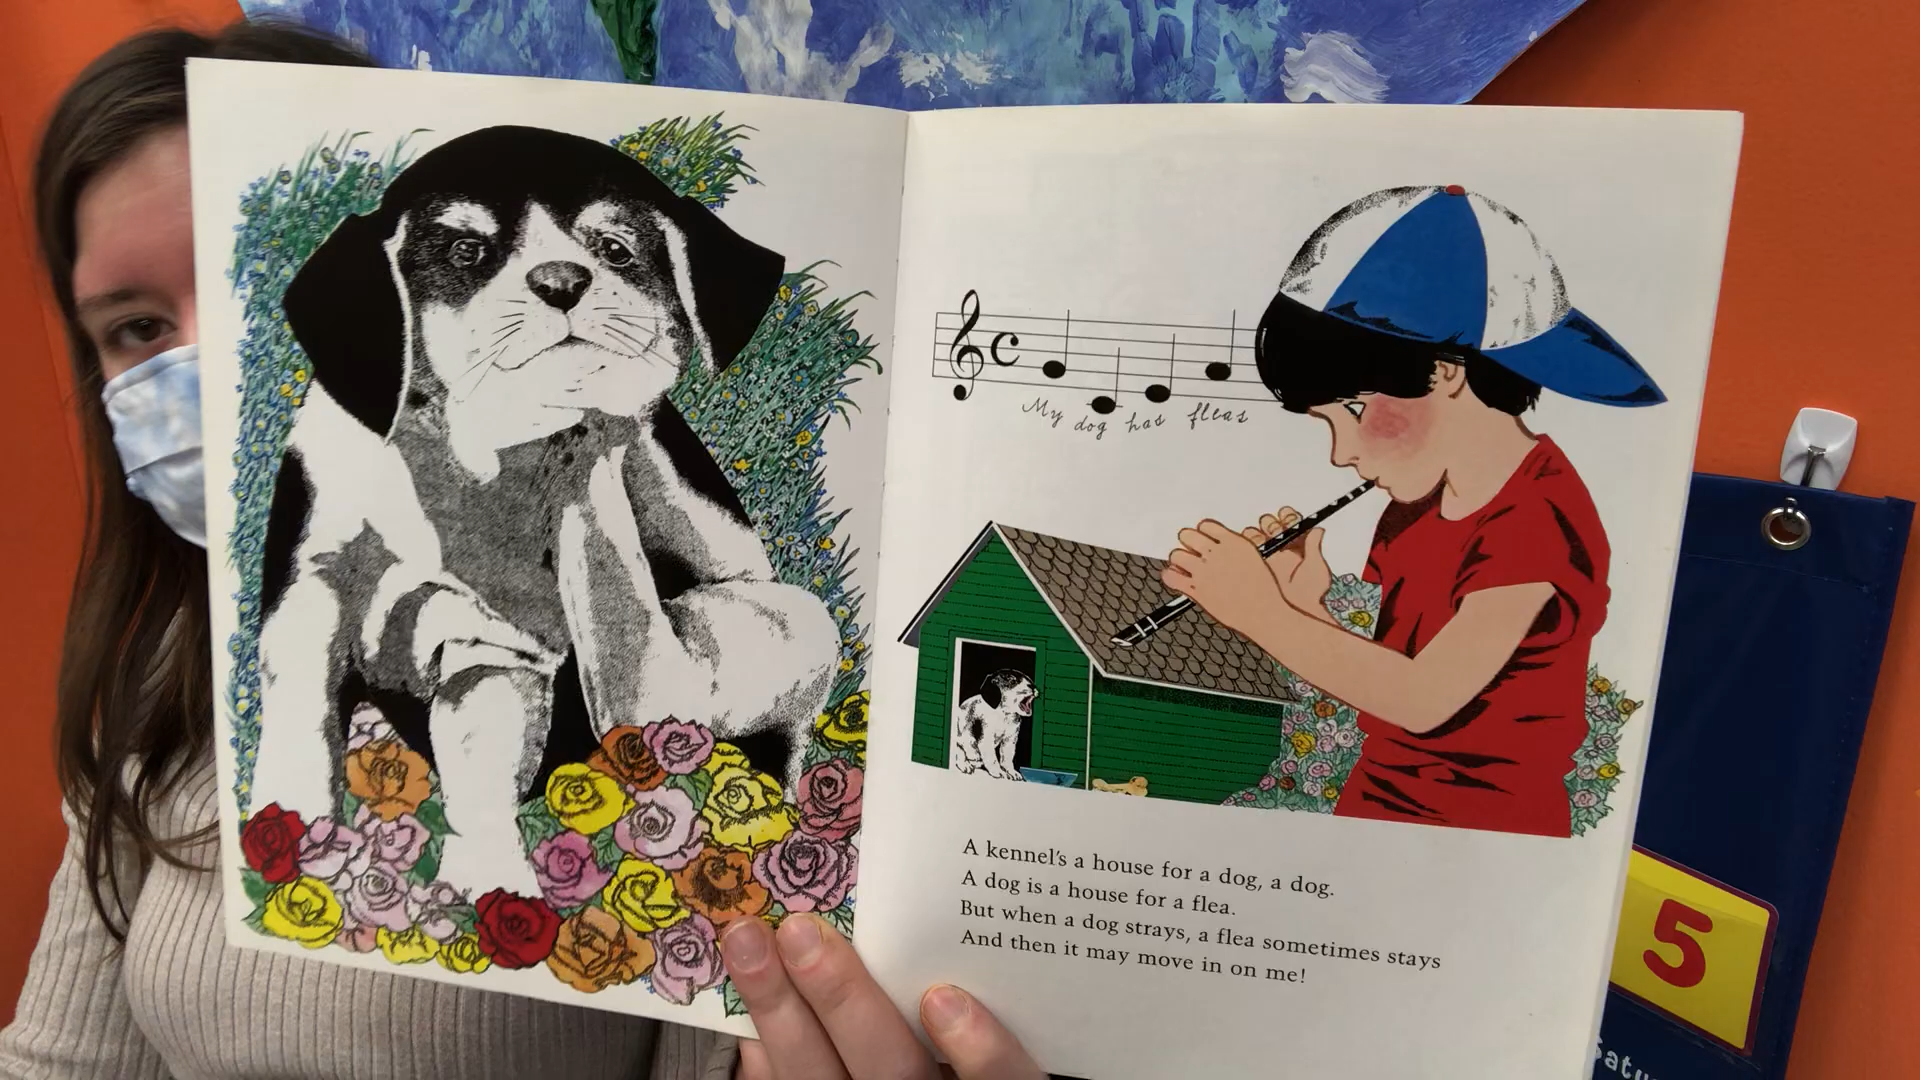 My dog has fleas
A kennel's a house for a dog, a dog.
A dog is a house for a flea.
But when a dog strays, a flea sometimes stays
And then it may move in on me!
5